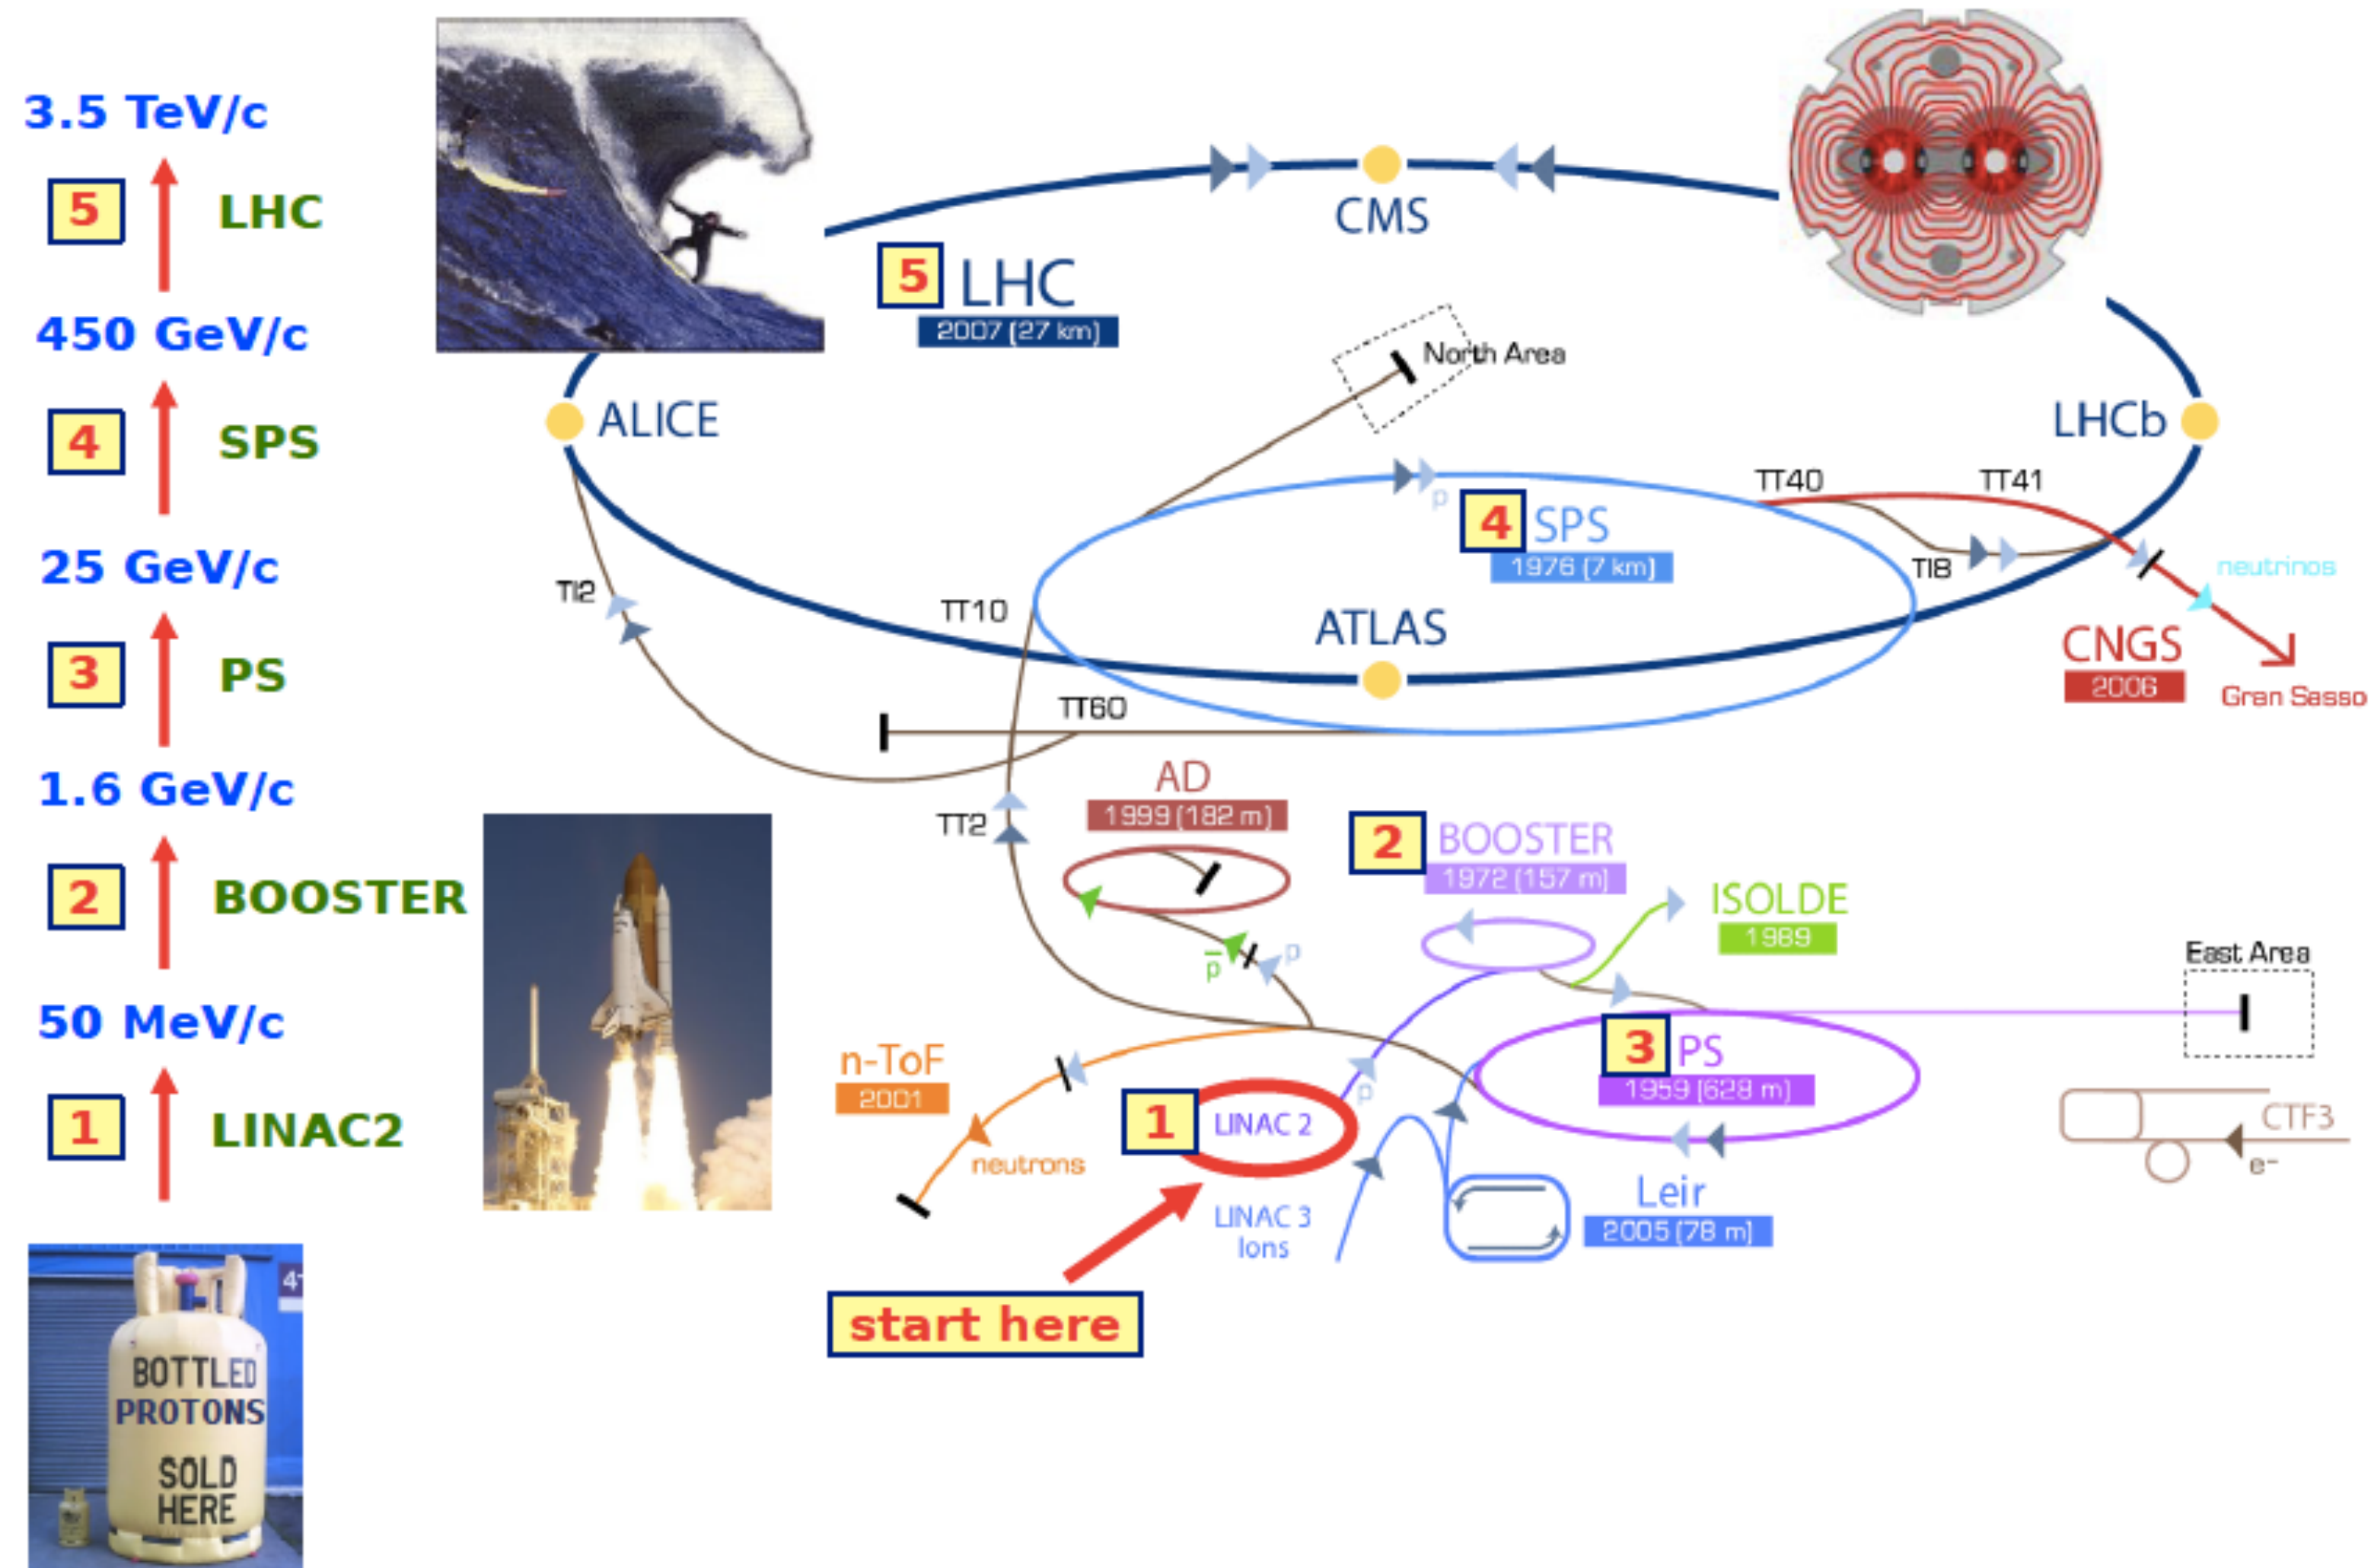 3.5 TeV/c
5
LHC
450 GeV/c
4
SPS
25 GeV/c
3
PS
1.6 GeV/c
2
BOOSTER
50 MeV/c
1
LINAC2
BOTTLED
PROTONS
SOLD
HERE
CMS
5 LHC
2007 (27 km)
North Area
ALICE
LHCb
TT40
TT41
p
4 SPS
1976 (7 km)
TI8
neutrinos
TI2
TT10
ATLAS
CNGS
2006
Gran Sasso
TT60
AD
1999 (182 m)
TT2
2 BOOSTER
1972 (157 m)
ISOLDE
1989
p̅
p
East Area
n-ToF
2001
3 PS
1959 (628 m)
p
1 LINAC 2
neutrons
CTF3
e-
LINAC 3
Ions
Leir
2005 (78 m)
start here